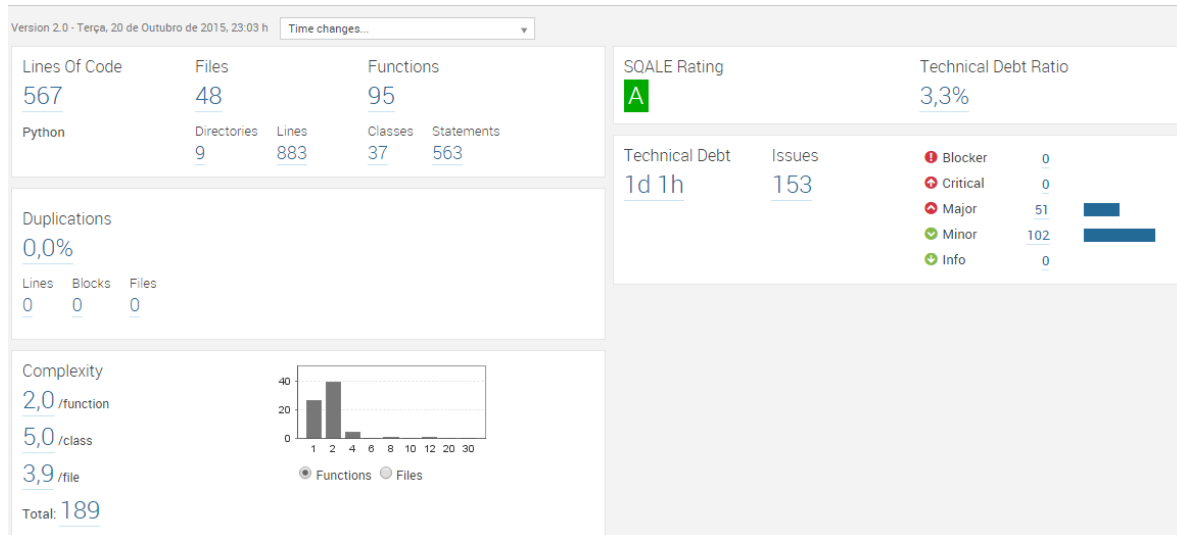 Version 2.0 - Terça, 20 de Outubro de 2015, 23:03 h Time changes...
Lines Of Code Files Functions
567 48 95
Python Directories Lines Classes Statements
9 883 37 563
SQALE Rating Technical Debt Ratio
A 3,3%
Technical Debt Issues
1d 1h 153
Blocker 0
Critical 0
Major 51
Minor 102
Info 0
Duplications
0,0%
Lines Blocks Files
0 0 0
Complexity
2,0 /function
5,0 /class
3,9 /file
Total: 189
40
20
0
1 2 4 6 8 10 12 20 30
Functions Files